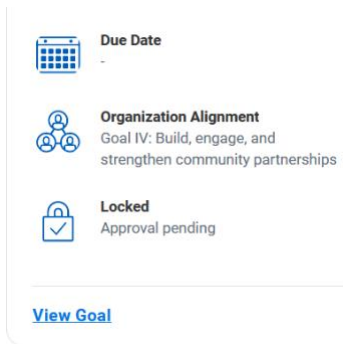 Due Date
-
Organization Alignment
Goal IV: Build, engage, and
strengthen community partnerships
Locked
Approval pending
View Goal